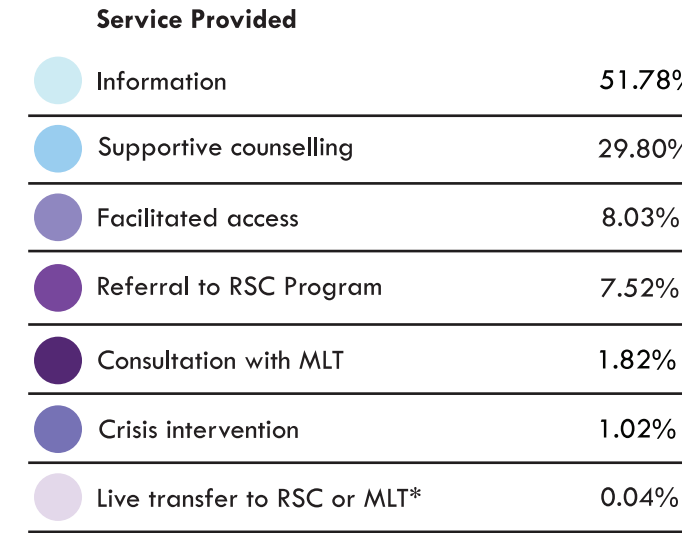 Service Provided
Information 51.78%
Supportive counselling 29.80%
Facilitated access 8.03%
Referral to RSC Program 7.52%
Consultation with MLT 1.82%
Crisis intervention 1.02%
Live transfer to RSC or MLT* 0.04%